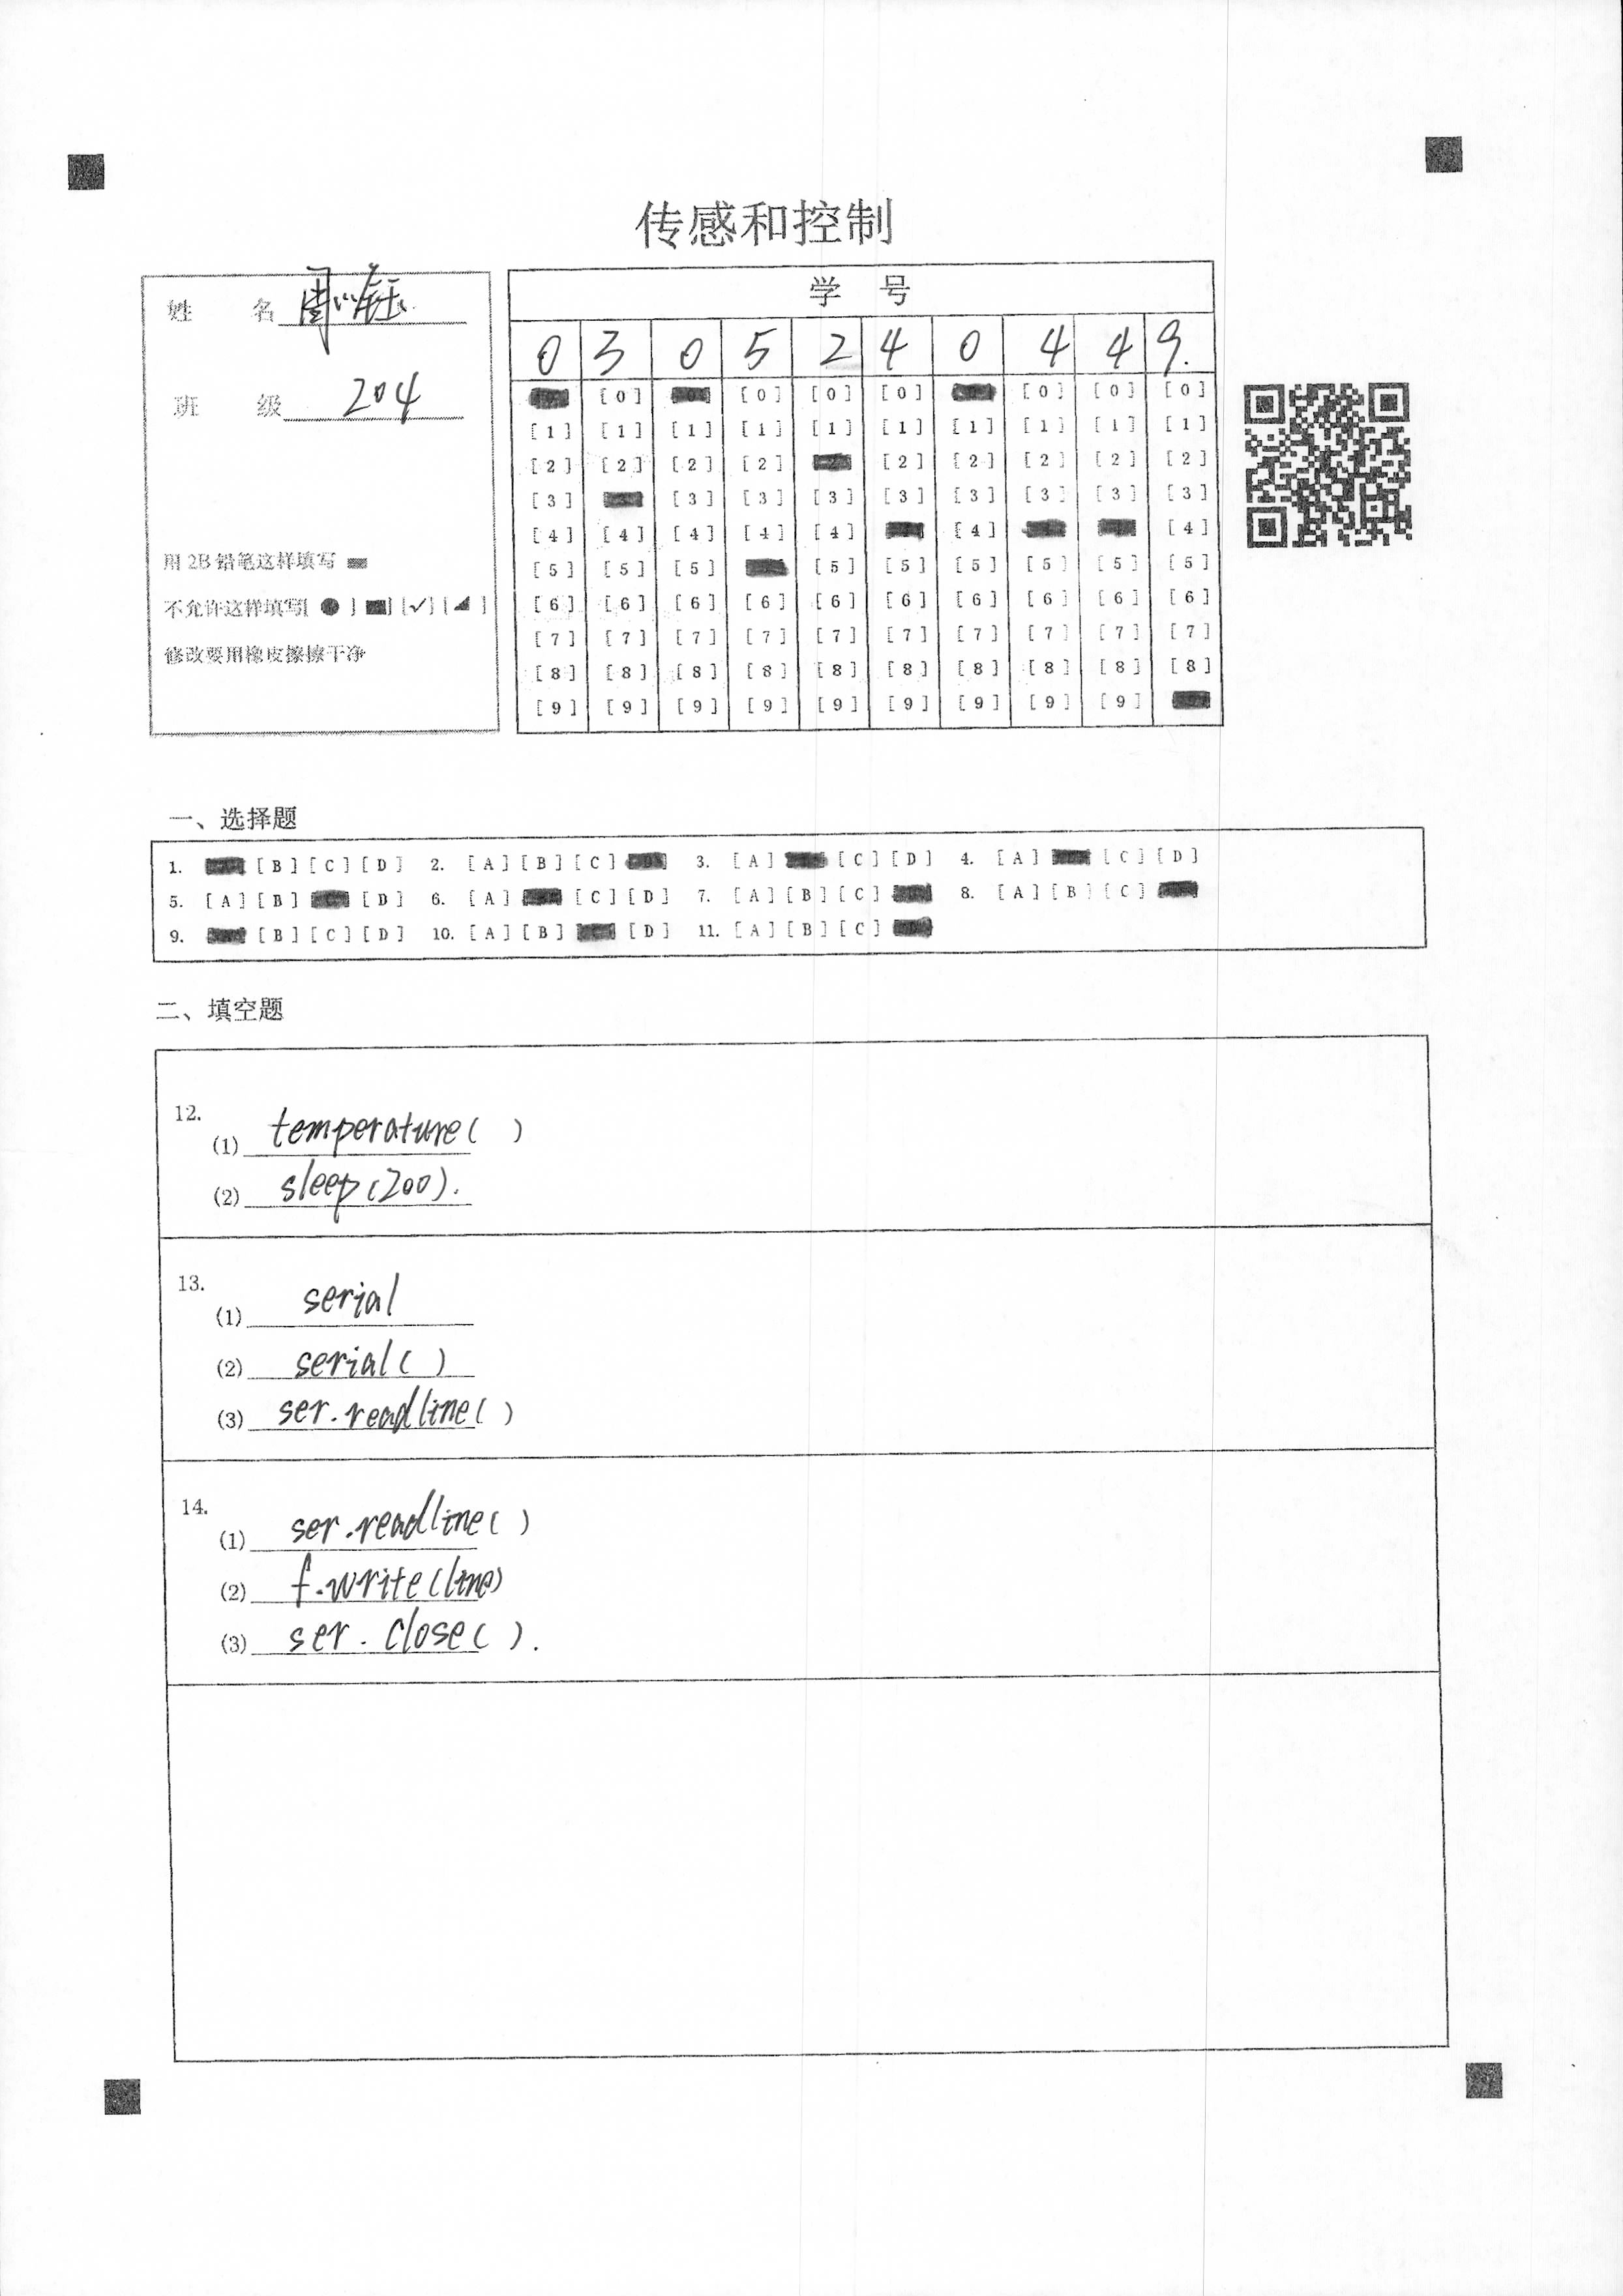 传感和控制
姓 名 周
班 级 204
用 2B 铅笔这样填写
不允许这样填写[ ● ] [■] [✓] [◢ ]
修改要用橡皮擦擦干净
学 号
0 3 0 5 2 4 0 4 4 9.
[0] [0] [0] [0] [0] [0]
[1] [1] [1] [1] [1] [1] [1] [1] [1] [1]
[2] [2] [2] [2] [2] [2] [2] [2] [2]
[3] [3] [3] [3] [3] [3] [3] [3] [3]
[4] [4] [4] [4] [4] [4] [4]
[5] [5] [5] [5] [5] [5] [5] [5] [5]
[6] [6] [6] [6] [6] [6] [6] [6] [6] [6]
[7] [7] [7] [7] [7] [7] [7] [7] [7] [7]
[8] [8] [8] [8] [8] [8] [8] [8] [8] [8]
[9] [9] [9] [9] [9] [9] [9] [9] [9]
一、选择题
1. [B] [C] [D] 2. [A] [B] [C] 3. [A] [C] [D] 4. [A] [C] [D]
5. [A] [B] [D] 6. [A] [C] [D] 7. [A] [B] [C] 8. [A] [B] [C]
9. [B] [C] [D] 10. [A] [B] [D] 11. [A] [B] [C]
二、填空题
12.
(1) temperature( )
(2) sleep(200).
13.
(1) serial
(2) serial( )
(3) ser.readline( )
14.
(1) ser.readline( )
(2) f.write(line)
(3) ser.close( ).